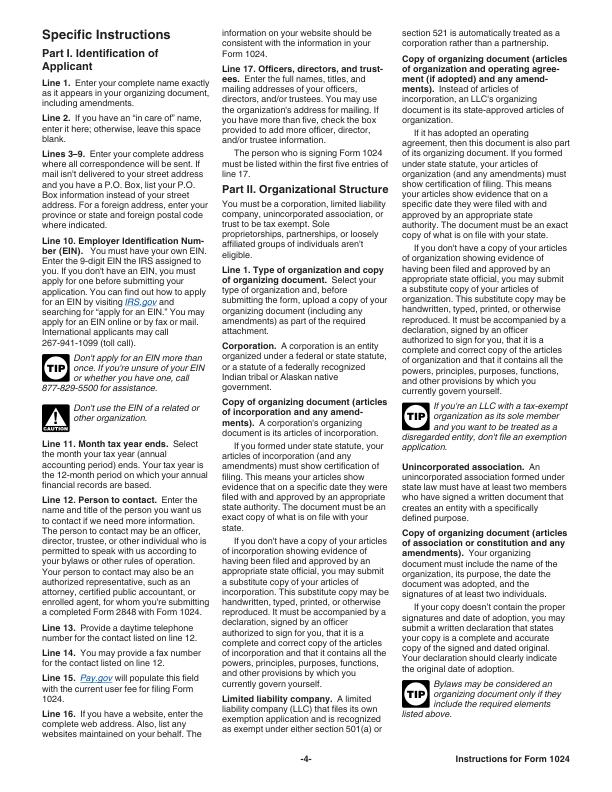 Specific Instructions
Part I. Identification of
Applicant
Line 1. Enter your complete name exactly
as it appears in your organizing document,
including amendments.
Line 2. If you have an “in care of” name,
enter it here; otherwise, leave this space
blank.
Lines 3–9. Enter your complete address
where all correspondence will be sent. If
mail isn't delivered to your street address
and you have a P.O. Box, list your P.O.
Box information instead of your street
address. For a foreign address, enter your
province or state and foreign postal code
where indicated.
Line 10. Employer Identification Num-
ber (EIN). You must have your own EIN.
Enter the 9-digit EIN the IRS assigned to
you. If you don't have an EIN, you must
apply for one before submitting your
application. You can find out how to apply
for an EIN by visiting IRS.gov and
searching for “apply for an EIN.” You may
apply for an EIN online or by fax or mail.
International applicants may call
267-941-1099 (toll call).
TIP
Don't apply for an EIN more than
once. If you're unsure of your EIN
or whether you have one, call
877-829-5500 for assistance.
CAUTION
Don't use the EIN of a related or
other organization.
Line 11. Month tax year ends. Select
the month your tax year (annual
accounting period) ends. Your tax year is
the 12-month period on which your annual
financial records are based.
Line 12. Person to contact. Enter the
name and title of the person you want us
to contact if we need more information.
The person to contact may be an officer,
director, trustee, or other individual who is
permitted to speak with us according to
your bylaws or other rules of operation.
Your person to contact may also be an
authorized representative, such as an
attorney, certified public accountant, or
enrolled agent, for whom you're submitting
a completed Form 2848 with Form 1024.
Line 13. Provide a daytime telephone
number for the contact listed on line 12.
Line 14. You may provide a fax number
for the contact listed on line 12.
Line 15. Pay.gov will populate this field
with the current user fee for filing Form
1024.
Line 16. If you have a website, enter the
complete web address. Also, list any
websites maintained on your behalf. The
information on your website should be
consistent with the information in your
Form 1024.
Line 17. Officers, directors, and trust-
ees. Enter the full names, titles, and
mailing addresses of your officers,
directors, and/or trustees. You may use
the organization's address for mailing. If
you have more than five, check the box
provided to add more officer, director,
and/or trustee information.
The person who is signing Form 1024
must be listed within the first five entries of
line 17.
Part II. Organizational Structure
You must be a corporation, limited liability
company, unincorporated association, or
trust to be tax exempt. Sole
proprietorships, partnerships, or loosely
affiliated groups of individuals aren't
eligible.
Line 1. Type of organization and copy
of organizing document. Select your
type of organization and, before
submitting the form, upload a copy of your
organizing document (including any
amendments) as part of the required
attachment.
Corporation. A corporation is an entity
organized under a federal or state statute,
or a statute of a federally recognized
Indian tribal or Alaskan native
government.
Copy of organizing document (articles
of incorporation and any amend-
ments). A corporation's organizing
document is its articles of incorporation.
If you formed under state statute, your
articles of incorporation (and any
amendments) must show certification of
filing. This means your articles show
evidence that on a specific date they were
filed with and approved by an appropriate
state authority. The document must be an
exact copy of what is on file with your
state.
If you don't have a copy of your articles
of incorporation showing evidence of
having been filed and approved by an
appropriate state official, you may submit
a substitute copy of your articles of
incorporation. This substitute copy may be
handwritten, typed, printed, or otherwise
reproduced. It must be accompanied by a
declaration, signed by an officer
authorized to sign for you, that it is a
complete and correct copy of the articles
of incorporation and that it contains all the
powers, principles, purposes, functions,
and other provisions by which you
currently govern yourself.
Limited liability company. A limited
liability company (LLC) that files its own
exemption application and is recognized
as exempt under either section 501(a) or
section 521 is automatically treated as a
corporation rather than a partnership.
Copy of organizing document (articles
of organization and operating agree-
ment (if adopted) and any amend-
ments). Instead of articles of
incorporation, an LLC's organizing
document is its state-approved articles of
organization.
If it has adopted an operating
agreement, then this document is also part
of its organizing document. If you formed
under state statute, your articles of
organization (and any amendments) must
show certification of filing. This means
your articles show evidence that on a
specific date they were filed with and
approved by an appropriate state
authority. The document must be an exact
copy of what is on file with your state.
If you don't have a copy of your articles
of organization showing evidence of
having been filed and approved by an
appropriate state official, you may submit
a substitute copy of your articles of
organization. This substitute copy may be
handwritten, typed, printed, or otherwise
reproduced. It must be accompanied by a
declaration, signed by an officer
authorized to sign for you, that it is a
complete and correct copy of the articles
of organization and that it contains all the
powers, principles, purposes, functions,
and other provisions by which you
currently govern yourself.
TIP
If you're an LLC with a tax-exempt
organization as its sole member
and you want to be treated as a
disregarded entity, don't file an exemption
application.
Unincorporated association. An
unincorporated association formed under
state law must have at least two members
who have signed a written document that
creates an entity with a specifically
defined purpose.
Copy of organizing document (articles
of association or constitution and any
amendments). Your organizing
document must include the name of the
organization, its purpose, the date the
document was adopted, and the
signatures of at least two individuals.
If your copy doesn't contain the proper
signatures and date of adoption, you may
submit a written declaration that states
your copy is a complete and accurate
copy of the signed and dated original.
Your declaration should clearly indicate
the original date of adoption.
TIP
Bylaws may be considered an
organizing document only if they
include the required elements
listed above.
-4-
Instructions for Form 1024